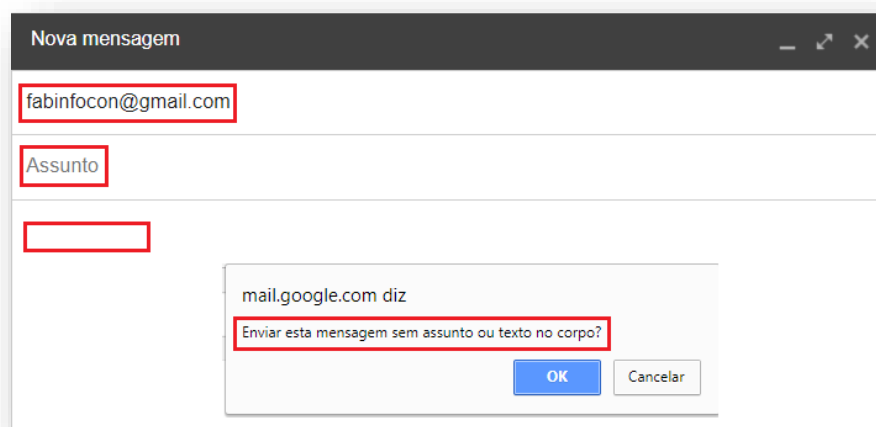 Nova mensagem
fabinfocon@gmail.com
Assunto
mail.google.com diz
Enviar esta mensagem sem assunto ou texto no corpo?
OK Cancelar